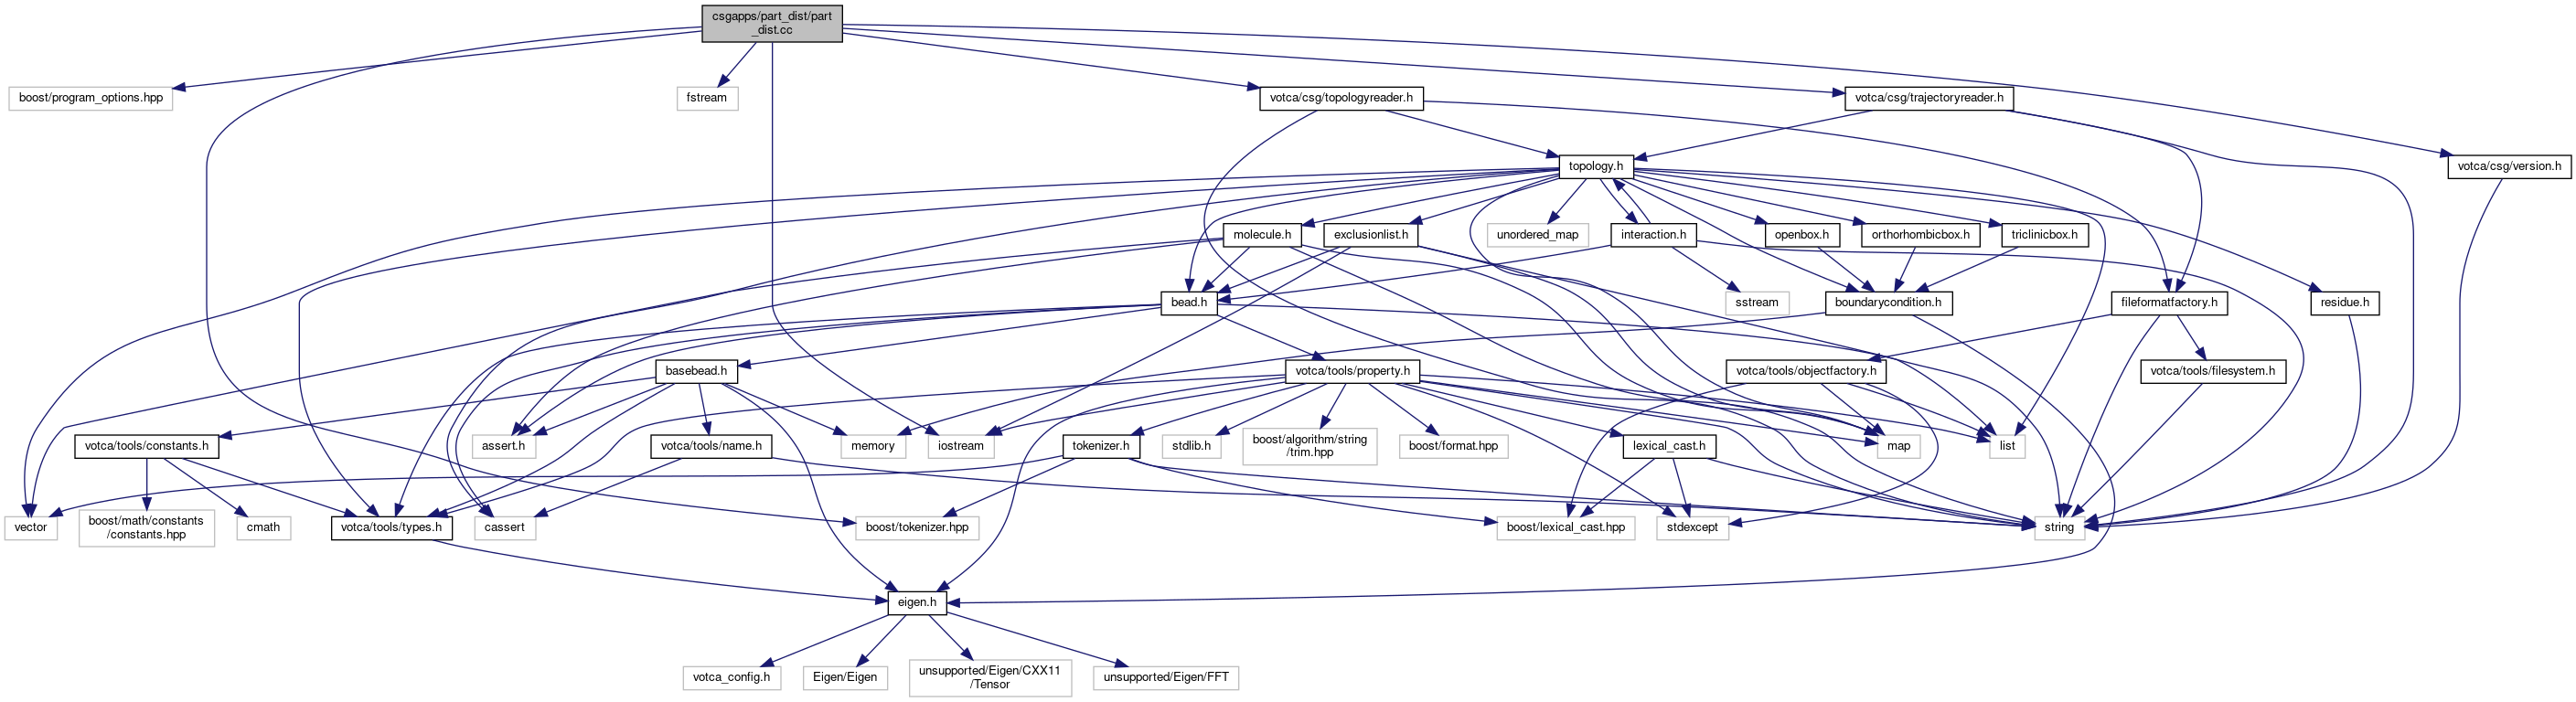 csgapps/part_dist/part
_dist.cc
boost/program_options.hpp
fstream
votca/csg/topologyreader.h
votca/csg/trajectoryreader.h
topology.h
votca/csg/version.h
molecule.h
exclusionlist.h
unordered_map
interaction.h
openbox.h
orthorhombicbox.h
triclinicbox.h
bead.h
sstream
boundarycondition.h
fileformatfactory.h
residue.h
basebead.h
votca/tools/property.h
votca/tools/objectfactory.h
votca/tools/filesystem.h
votca/tools/constants.h
assert.h
votca/tools/name.h
memory
iostream
tokenizer.h
stdlib.h
boost/algorithm/string
/trim.hpp
boost/format.hpp
lexical_cast.h
map
list
vector
boost/math/constants
/constants.hpp
cmath
votca/tools/types.h
cassert
boost/tokenizer.hpp
boost/lexical_cast.hpp
stdexcept
string
eigen.h
votca_config.h
Eigen/Eigen
unsupported/Eigen/CXX11
/Tensor
unsupported/Eigen/FFT